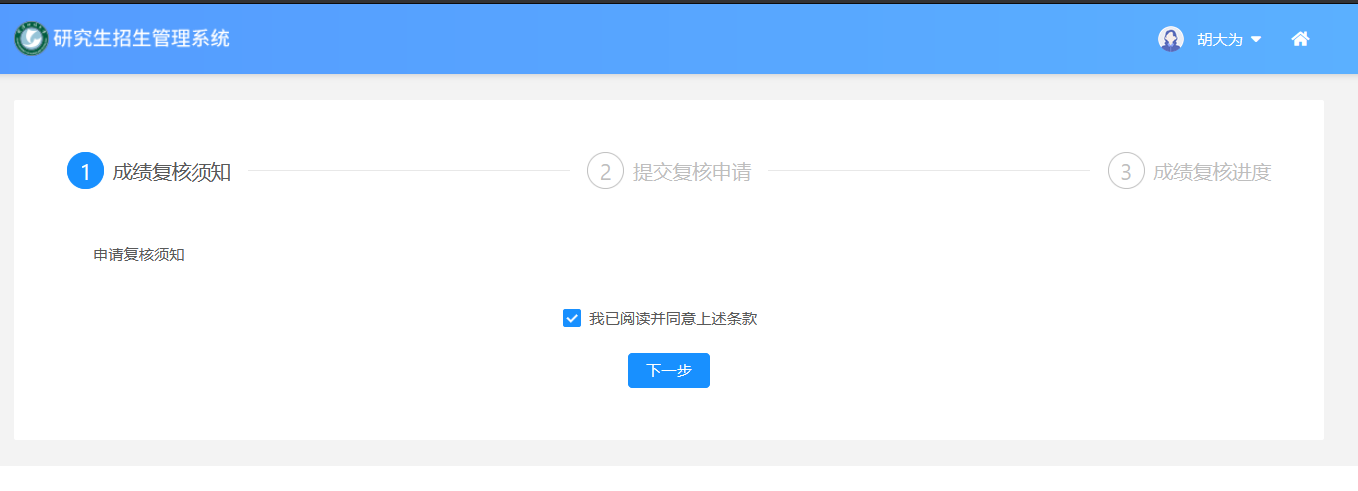 研究生招生管理系统
胡大为
1 成绩复核须知
2 提交复核申请
3 成绩复核进度
申请复核须知
我已阅读并同意上述条款
下一步